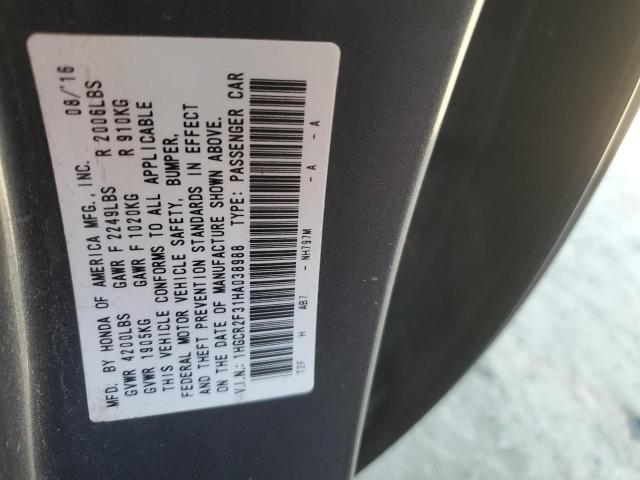 MFD. BY HONDA OF AMERICA MFG., INC. 08/'16
GVWR 4200LBS GAWR F 2249LBS R 2006LBS
GVWR 1905KG GAWR F 1020KG R 910KG
THIS VEHICLE CONFORMS TO ALL APPLICABLE
FEDERAL MOTOR VEHICLE SAFETY, BUMPER,
AND THEFT PREVENTION STANDARDS IN EFFECT
ON THE DATE OF MANUFACTURE SHOWN ABOVE.
V.I.N.: 1HGCR2F31HA038988 TYPE: PASSENGER CAR
T2F H AB7 - NH797M - A - A